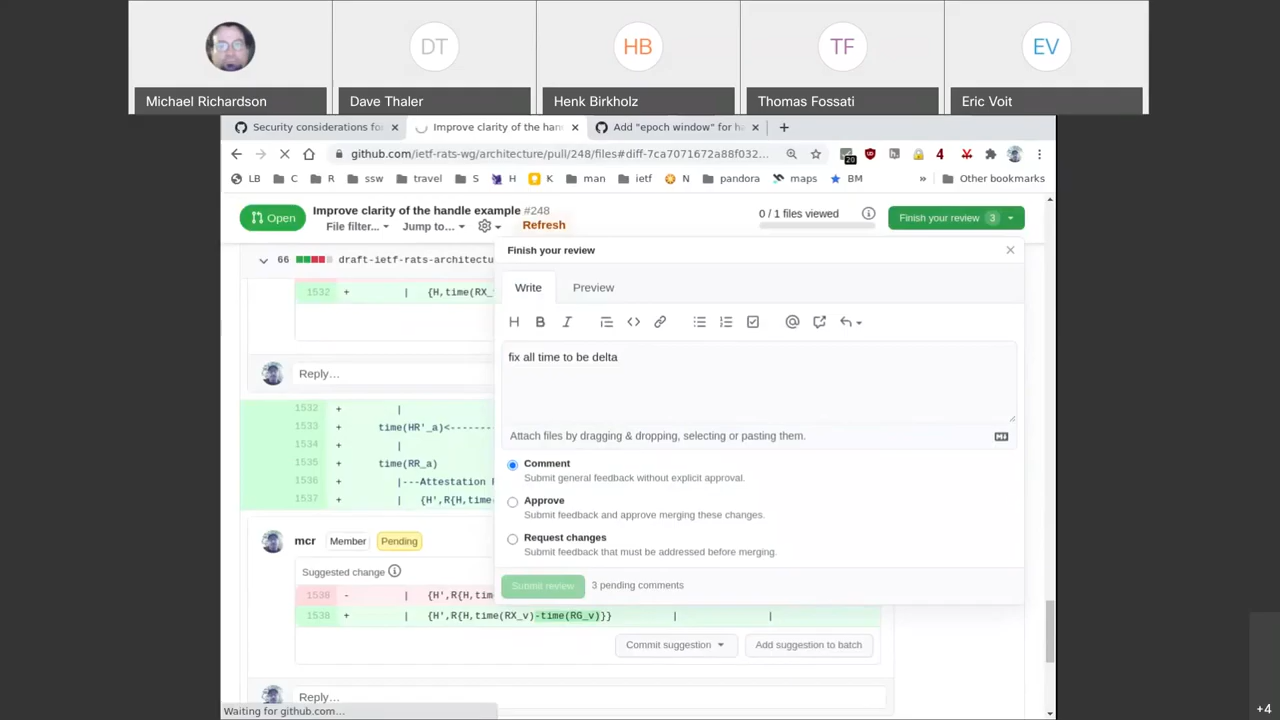 DT
HB
TF
EV
Michael Richardson
Dave Thaler
Henk Birkholz
Thomas Fossati
Eric Voit
Security considerations fo
Improve clarity of the han
Add "epoch window" for ha
github.com/ietf-rats-wg/architecture/pull/248/files#diff-7ca7071672a88f032...
20
4
LB
C
R
ssw
travel
S
H
K
man
ietf
N
pandora
maps
BM
»
Other bookmarks
Open
Improve clarity of the handle example #248
File filter...
Jump to...
Refresh
0 / 1 files viewed
Finish your review 3
66 draft-ietf-rats-architectu
Finish your review
Write
Preview
1532 + | {H,time(RX_
fix all time to be delta
Reply...
1532 + |
1533 + time(HR'_a)<-------
1534 + |
1535 + time(RR_a)
1536 + |---Attestation
1537 + | {H',R{H,time
Attach files by dragging & dropping, selecting or pasting them.
Comment
Submit general feedback without explicit approval.
Approve
Submit feedback and approve merging these changes.
Request changes
Submit feedback that must be addressed before merging.
mcr
Member
Pending
Suggested change
Submit review
3 pending comments
1538 - | {H',R{H,tim
1538 + | {H',R{H,time(RX_v)-time(RG_v)}} | |
Commit suggestion
Add suggestion to batch
Reply...
Waiting for github.com...
+4